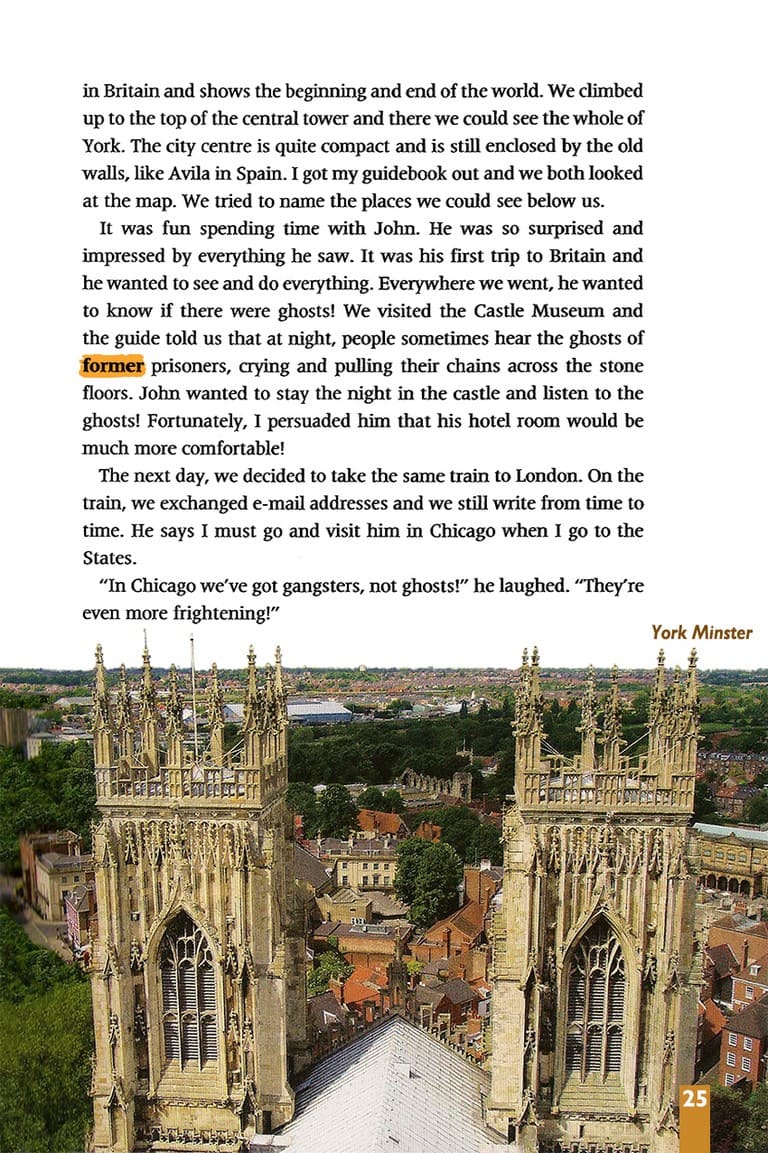 in Britain and shows the beginning and end of the world. We climbed
up to the top of the central tower and there we could see the whole of
York. The city centre is quite compact and is still enclosed by the old
walls, like Avila in Spain. I got my guidebook out and we both looked
at the map. We tried to name the places we could see below us.
It was fun spending time with John. He was so surprised and
impressed by everything he saw. It was his first trip to Britain and
he wanted to see and do everything. Everywhere we went, he wanted
to know if there were ghosts! We visited the Castle Museum and
the guide told us that at night, people sometimes hear the ghosts of
former prisoners, crying and pulling their chains across the stone
floors. John wanted to stay the night in the castle and listen to the
ghosts! Fortunately, I persuaded him that his hotel room would be
much more comfortable!
The next day, we decided to take the same train to London. On the
train, we exchanged e-mail addresses and we still write from time to
time. He says I must go and visit him in Chicago when I go to the
States.
“In Chicago we’ve got gangsters, not ghosts!” he laughed. “They’re
even more frightening!”
York Minster
25